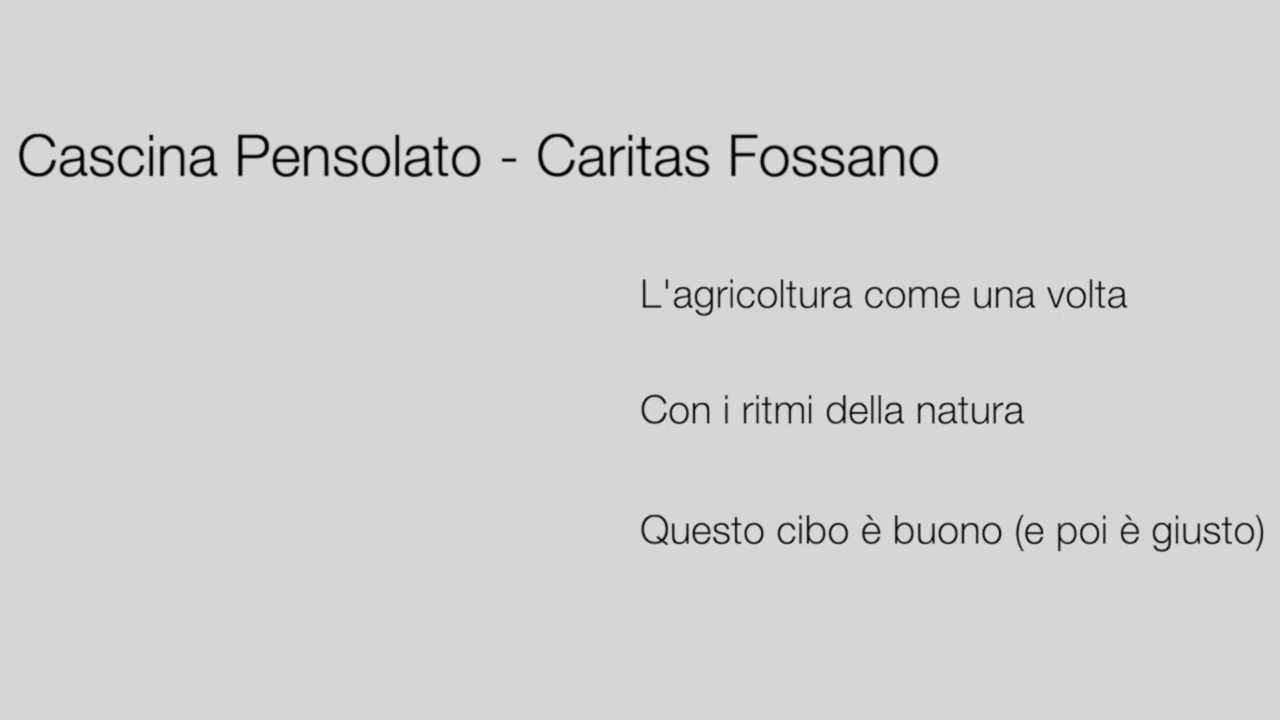 Cascina Pensolato - Caritas Fossano
L'agricoltura come una volta
Con i ritmi della natura
Questo cibo è buono (e poi è giusto)